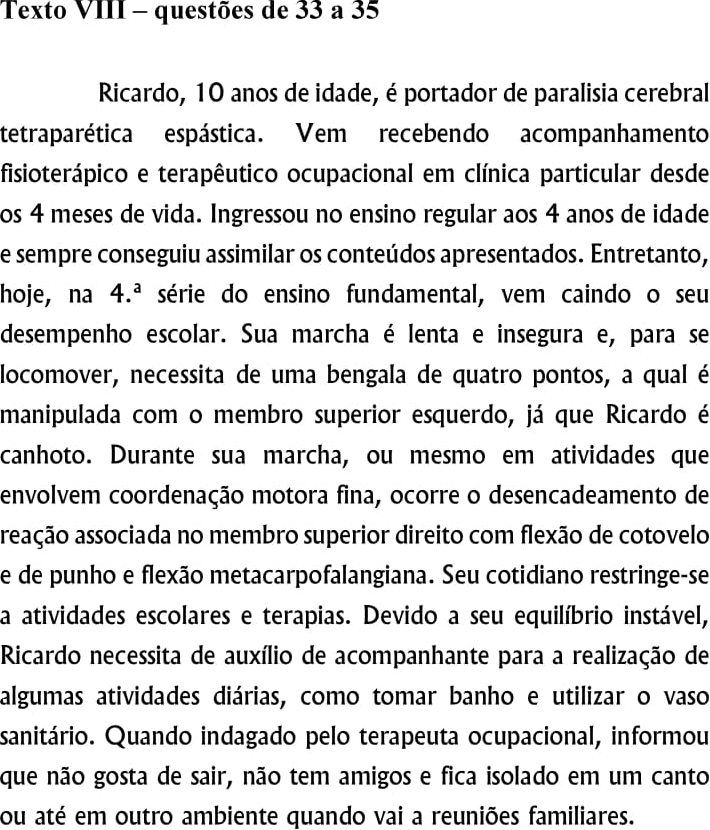 Texto VIII – questões de 33 a 35
Ricardo, 10 anos de idade, é portador de paralisia cerebral
tetraparética espástica. Vem recebendo acompanhamento
fisioterápico e terapêutico ocupacional em clínica particular desde
os 4 meses de vida. Ingressou no ensino regular aos 4 anos de idade
e sempre conseguiu assimilar os conteúdos apresentados. Entretanto,
hoje, na 4.ª série do ensino fundamental, vem caindo o seu
desempenho escolar. Sua marcha é lenta e insegura e, para se
locomover, necessita de uma bengala de quatro pontos, a qual é
manipulada com o membro superior esquerdo, já que Ricardo é
canhoto. Durante sua marcha, ou mesmo em atividades que
envolvem coordenação motora fina, ocorre o desencadeamento de
reação associada no membro superior direito com flexão de cotovelo
e de punho e flexão metacarpofalangiana. Seu cotidiano restringe-se
a atividades escolares e terapias. Devido a seu equilíbrio instável,
Ricardo necessita de auxílio de acompanhante para a realização de
algumas atividades diárias, como tomar banho e utilizar o vaso
sanitário. Quando indagado pelo terapeuta ocupacional, informou
que não gosta de sair, não tem amigos e fica isolado em um canto
ou até em outro ambiente quando vai a reuniões familiares.